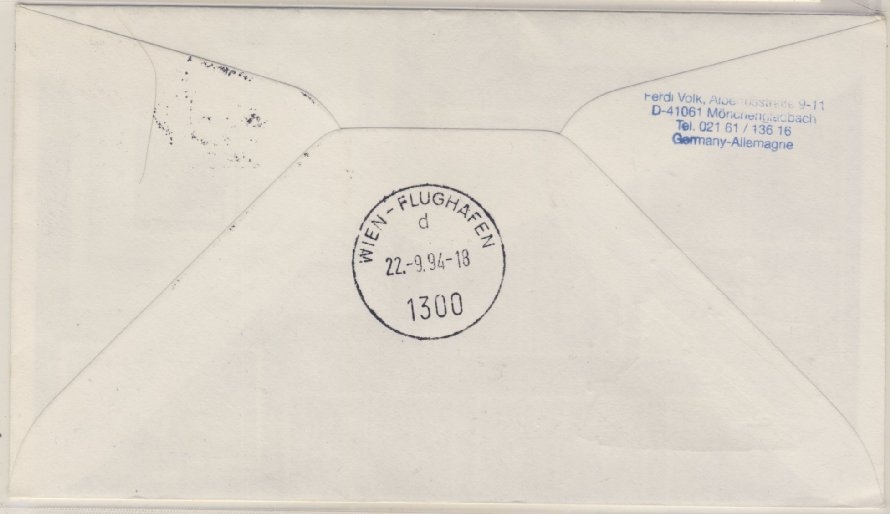 Ferdi Volk, 9-11
D-41061 Mönchengladbach
Tel. 021 61 / 136 16
Germany-Allemagne
WIEN - FLUGHAFEN
d
22.-9.94-18
1300